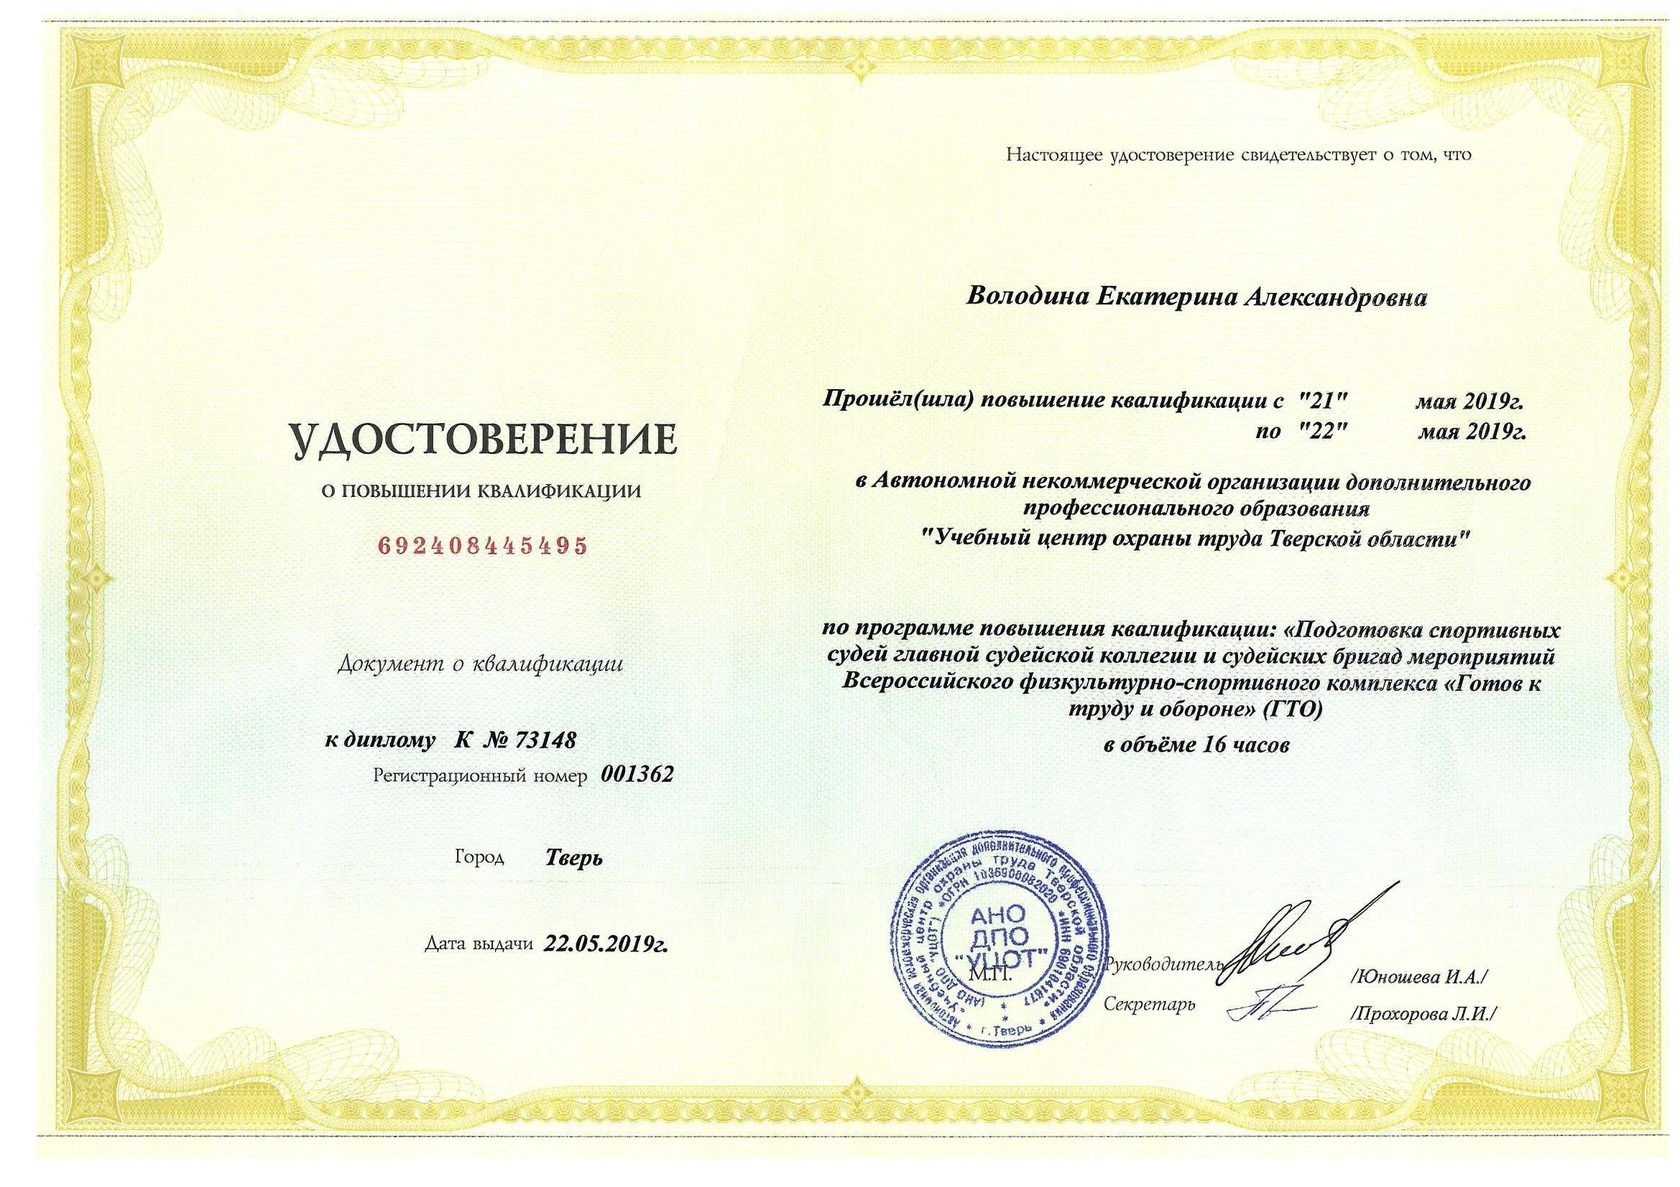 УДОСТОВЕРЕНИЕ
О ПОВЫШЕНИИ КВАЛИФИКАЦИИ
692408445495
Документ о квалификации
к диплому К № 73148
Регистрационный номер 001362
Город Тверь
Дата выдачи 22.05.2019г.
Настоящее удостоверение свидетельствует о том, что
Володина Екатерина Александровна
Прошёл(шла) повышение квалификации с "21" мая 2019г.
по "22" мая 2019г.
в Автономной некоммерческой организации дополнительного
профессионального образования
"Учебный центр охраны труда Тверской области"
по программе повышения квалификации: «Подготовка спортивных
судей главной судейской коллегии и судейских бригад мероприятий
Всероссийского физкультурно-спортивного комплекса «Готов к
труду и обороне» (ГТО)
в объёме 16 часов
Автономная некоммерческая организация дополнительного профессионального образования
* г.Тверь *
"Учебный центр охраны труда Тверской области"
(АНО ДПО "УЦОТ") *ОГРН *ИНН 6901041677 *
АНО
ДПО
"УЦОТ"
М.П.
Руководитель /Юношева И.А./
Секретарь /Прохорова Л.И./